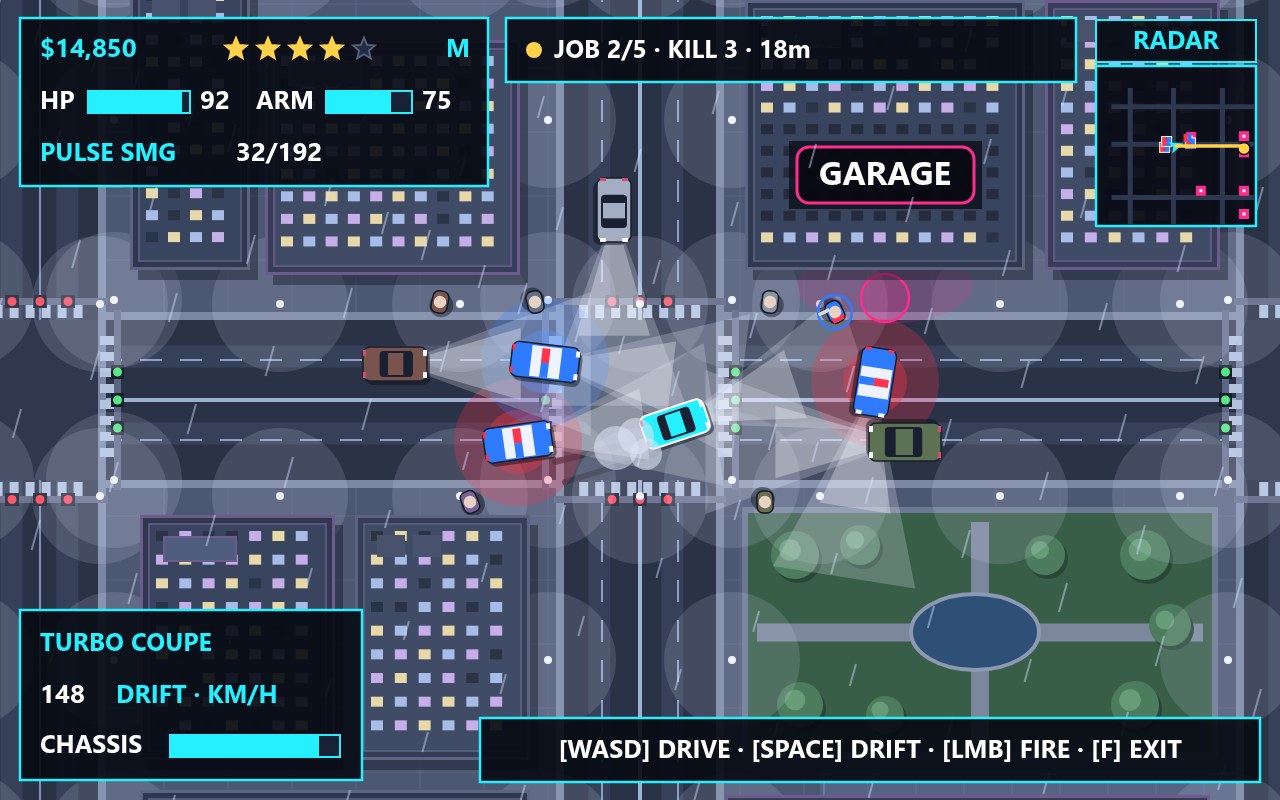 $14,850 M
HP 92 ARM 75
PULSE SMG 32/192
JOB 2/5 · KILL 3 · 18m
RADAR
GARAGE
TURBO COUPE
148 DRIFT · KM/H
CHASSIS
[WASD] DRIVE · [SPACE] DRIFT · [LMB] FIRE · [F] EXIT